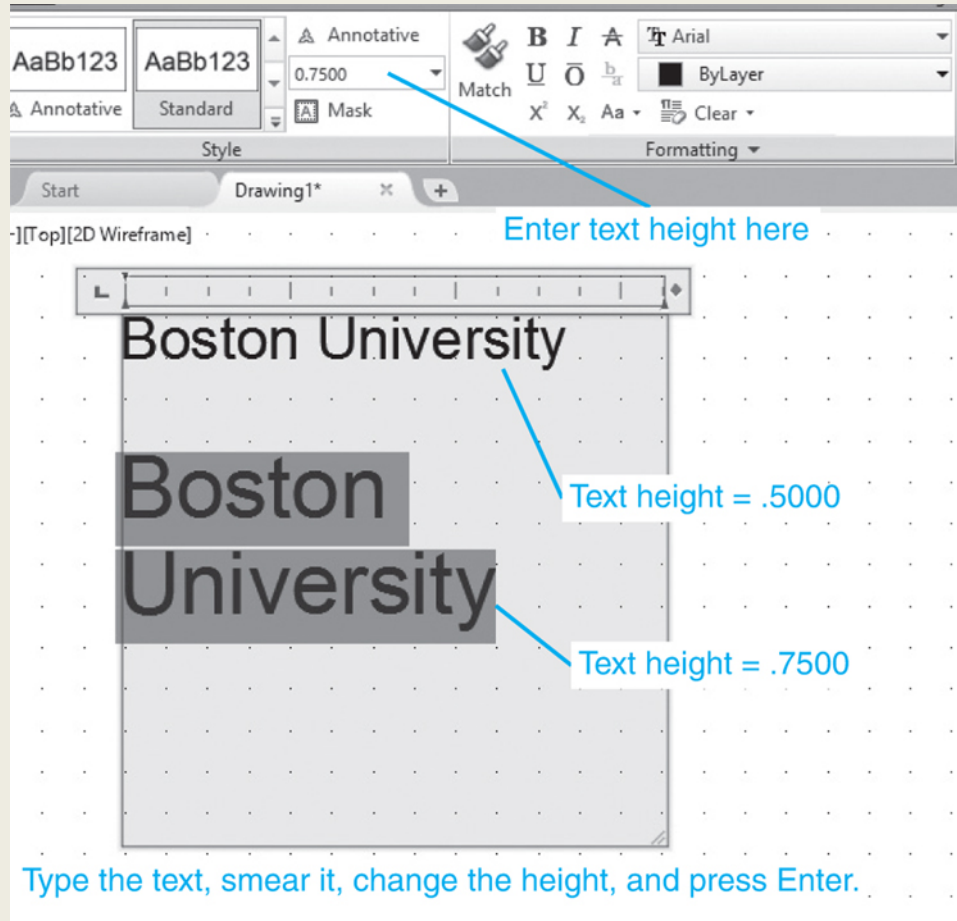 AaBb123 AaBb123 Annotative B I A Arial
0.7500 Match U O b/a ByLayer
Annotative Standard Mask X² X₂ Aa Clear
Style Formatting
Start Drawing1*
-][Top][2D Wireframe] Enter text height here
Boston University
Text height = .5000
Boston
University
Text height = .7500
Type the text, smear it, change the height, and press Enter.